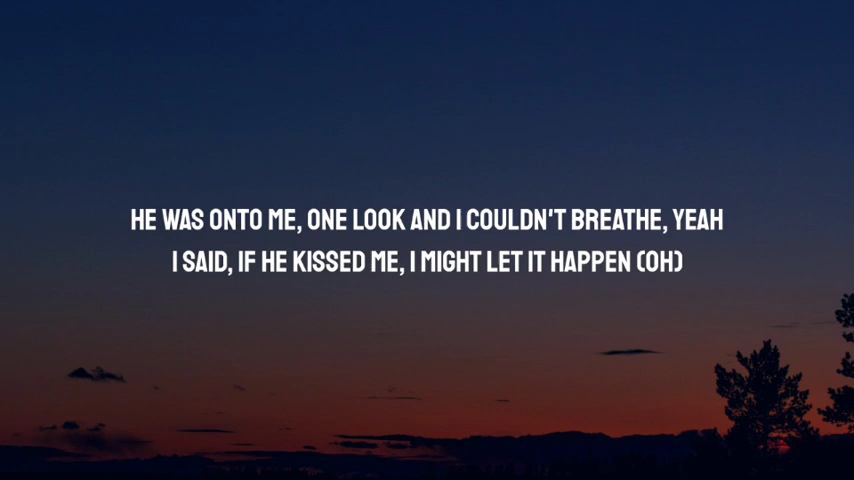 HE WAS ONTO ME, ONE LOOK AND I COULDN'T BREATHE, YEAH
I SAID, IF HE KISSED ME, I MIGHT LET IT HAPPEN (OH)